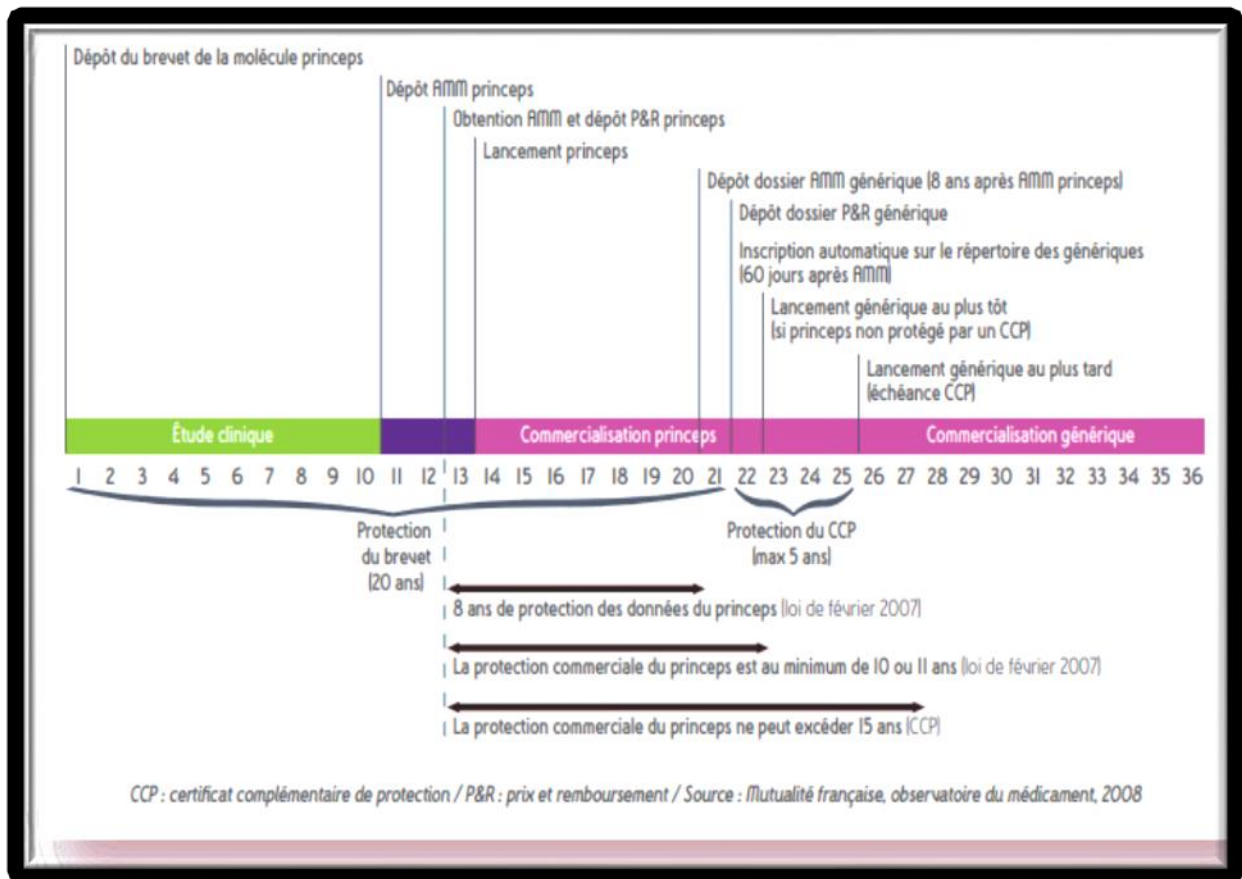 Dépôt du brevet de la molécule princeps
Dépôt AMM princeps
Obtention AMM et dépôt P&R princeps
Lancement princeps
Dépôt dossier AMM générique (8 ans après AMM princeps)
Dépôt dossier P&R générique
Inscription automatique sur le répertoire des génériques
(60 jours après AMM)
Lancement générique au plus tôt
(si princeps non protégé par un CCP)
Lancement générique au plus tard
(échéance CCP)
Étude clinique
Commercialisation princeps
Commercialisation générique
1 2 3 4 5 6 7 8 9 10 11 12 13 14 15 16 17 18 19 20 21 22 23 24 25 26 27 28 29 30 31 32 33 34 35 36
Protection
du brevet
(20 ans)
Protection du CCP
(max 5 ans)
8 ans de protection des données du princeps (loi de février 2007)
La protection commerciale du princeps est au minimum de 10 ou 11 ans (loi de février 2007)
La protection commerciale du princeps ne peut excéder 15 ans (CCP)
CCP : certificat complémentaire de protection / P&R : prix et remboursement / Source : Mutualité française, observatoire du médicament, 2008